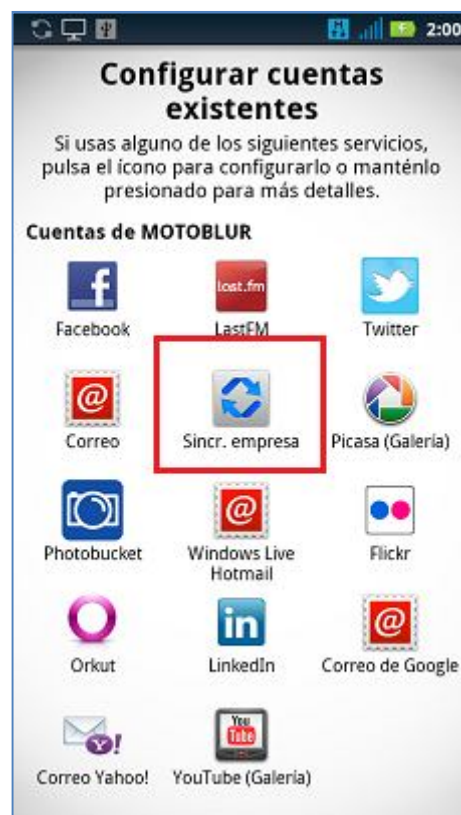 2:00
Configurar cuentas
existentes
Si usas alguno de los siguientes servicios,
pulsa el ícono para configurarlo o manténlo
presionado para más detalles.
Cuentas de MOTOBLUR
f
lost.fm
Facebook
LastFM
Twitter
@
Correo
Sincr. empresa
Picasa (Galería)
@
Photobucket
Windows Live
Hotmail
Flickr
in
@
Orkut
LinkedIn
Correo de Google
Y!
You
Tube
Correo Yahoo!
YouTube (Galería)